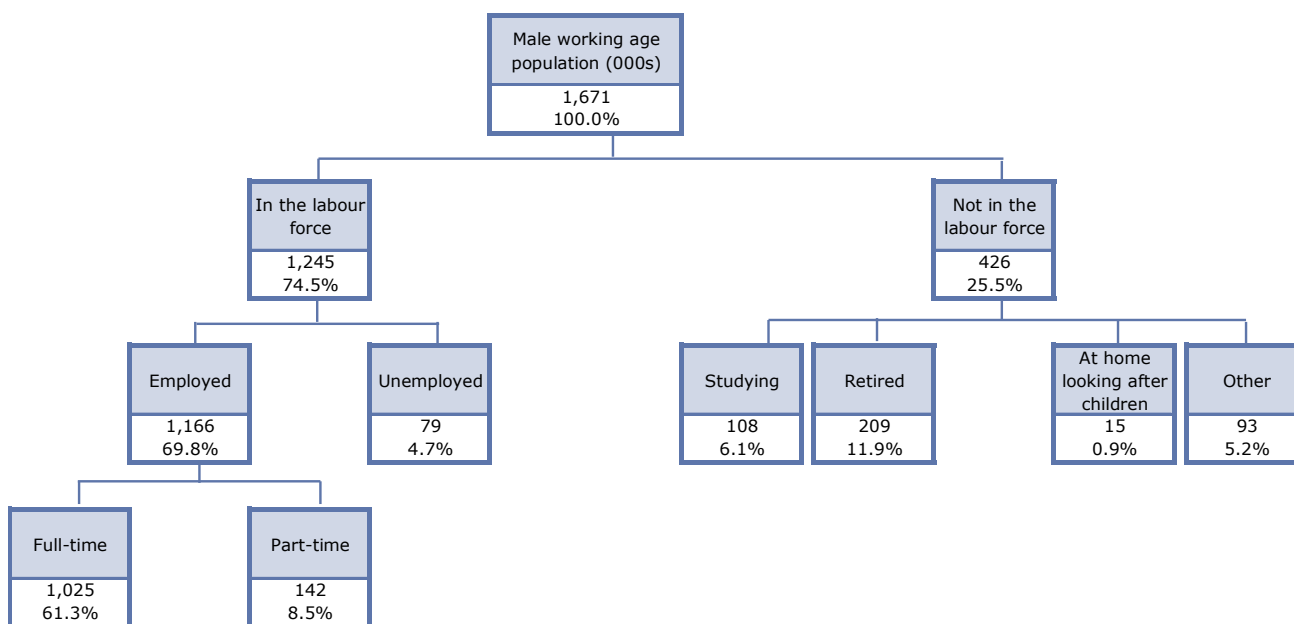 Male working age
population (000s)
1,671
100.0%
In the labour
force
1,245
74.5%
Not in the
labour force
426
25.5%
Employed
1,166
69.8%
Unemployed
79
4.7%
Studying
108
6.1%
Retired
209
11.9%
At home
looking after
children
15
0.9%
Other
93
5.2%
Full-time
1,025
61.3%
Part-time
142
8.5%